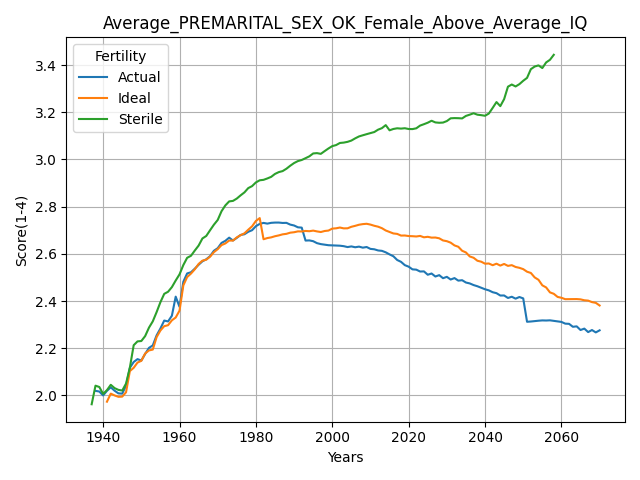 Average_PREMARITAL_SEX_OK_Female_Above_Average_IQ
Score(1-4)
3.4
3.2
3.0
2.8
2.6
2.4
2.2
2.0
Fertility
Actual
Ideal
Sterile
1940
1960
1980
2000
2020
2040
2060
Years